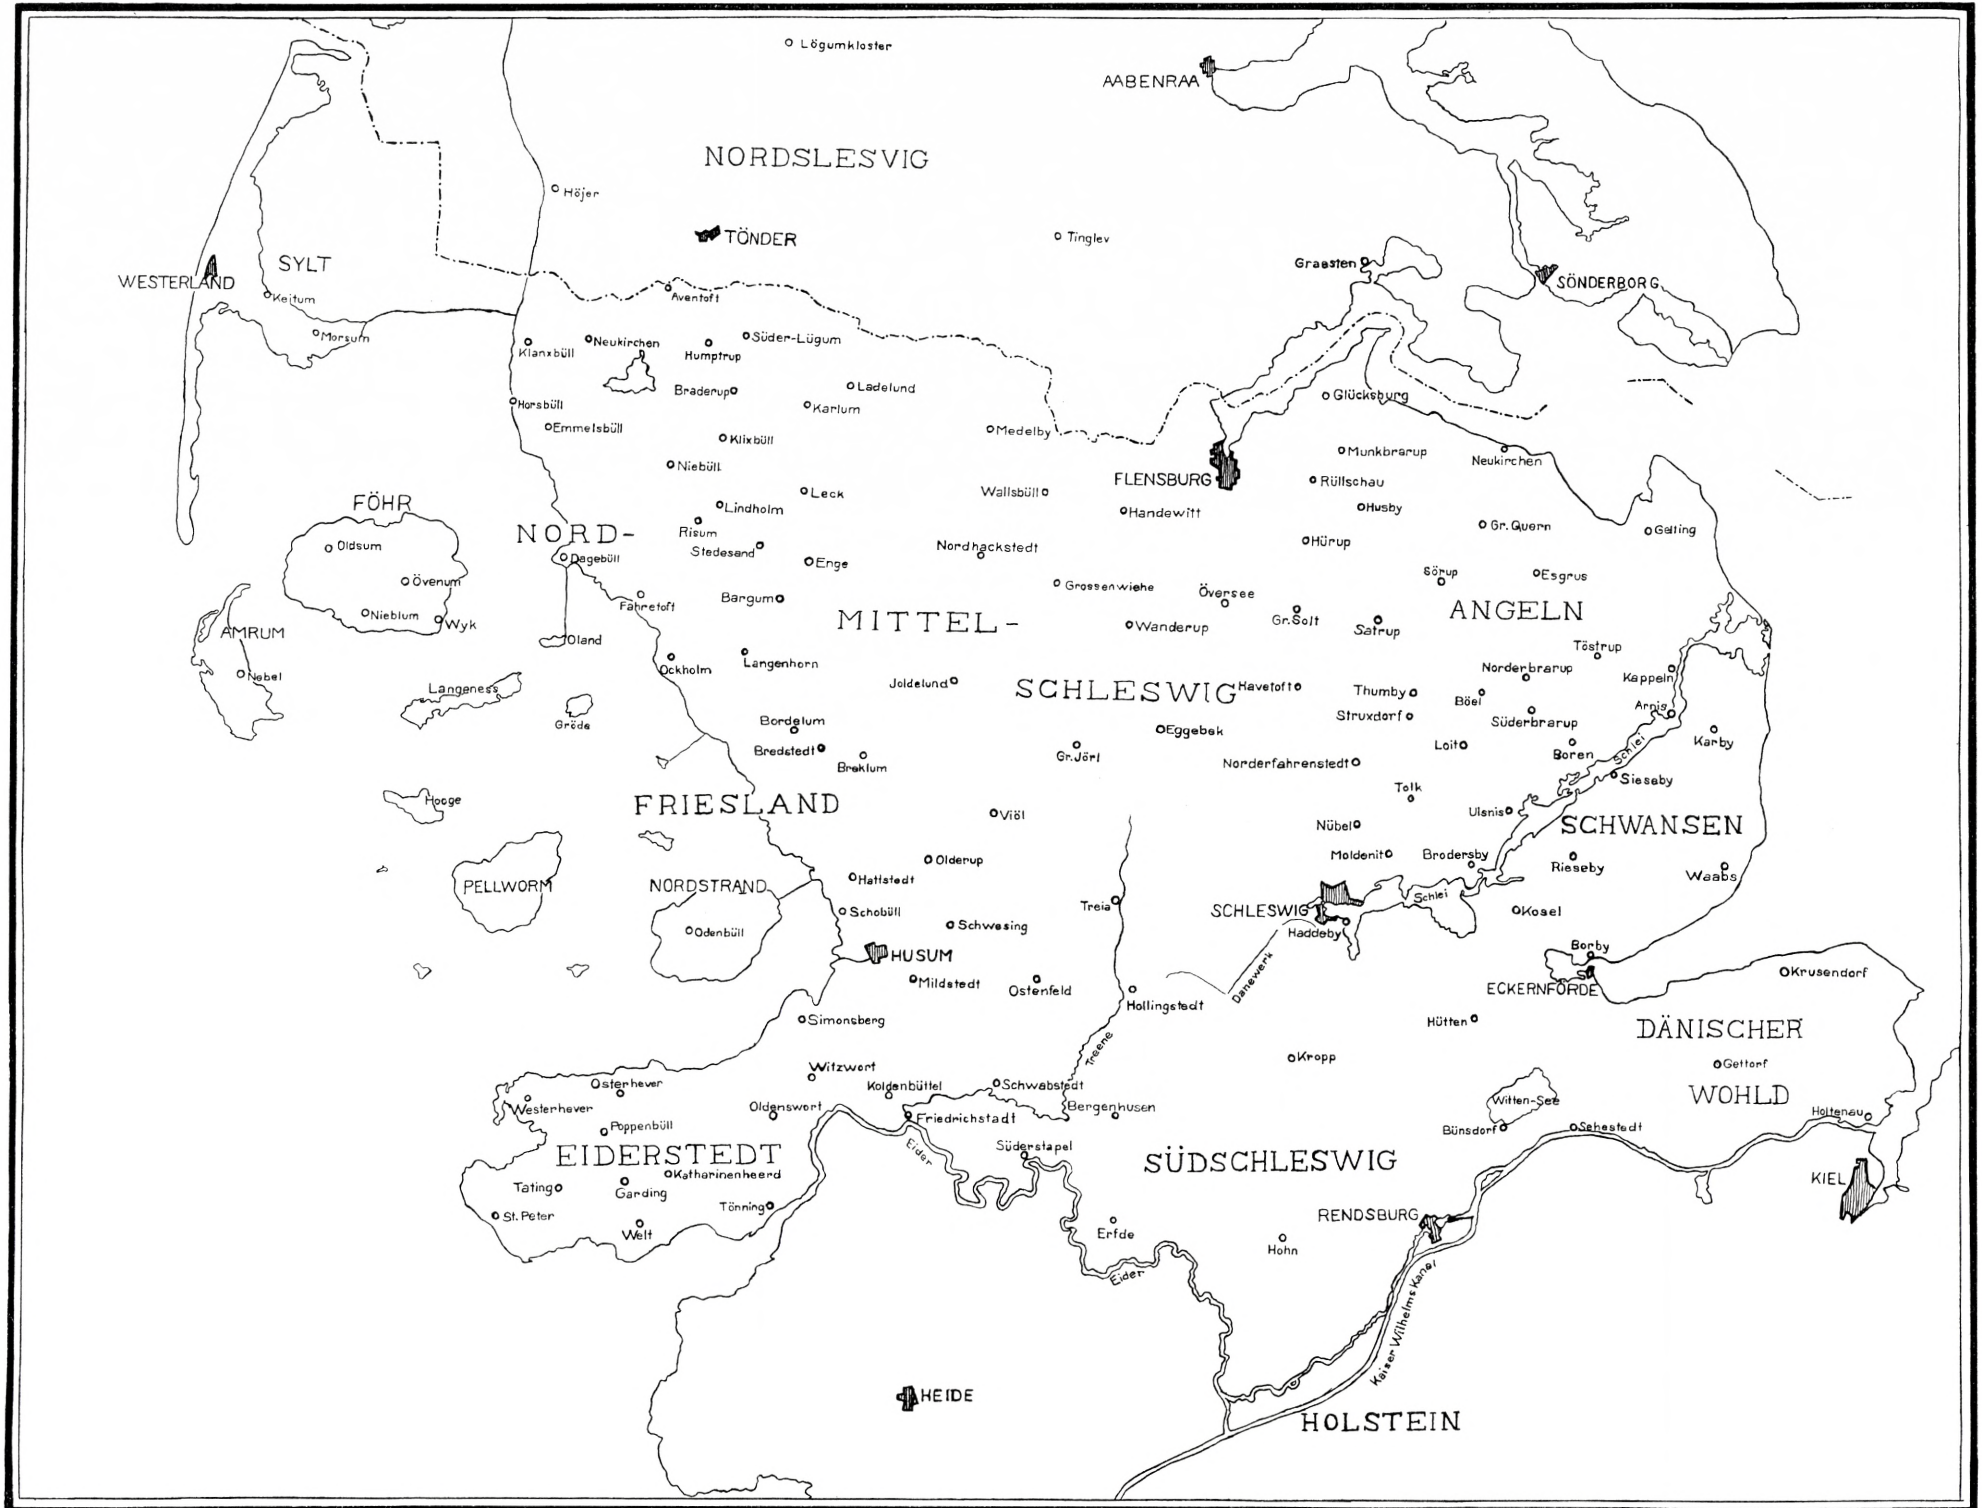 Lögumkloster
AABENRAA
NORDSLESVIG
Höjer
TÖNDER
Tinglev
Graasten
SÖNDERBORG
SYLT
WESTERLAND
Keitum
Morsum
Aventoft
Klanxbüll
Neukirchen
Humptrup
Süder-Lügum
Braderup
Ladelund
Karlum
Horsbüll
Emmelsbüll
Klixbüll
Medelby
Glücksburg
Niebüll
Munkbrarup
Neukirchen
FLENSBURG
Rüllschau
Leck
Wallsbüll
Handewitt
Husby
FÖHR
Lindholm
Risum
Gr. Quern
Gelting
NORD-
Oldsum
Stedesand
Nordhackstedt
Hürup
Dagebüll
Enge
Övenum
Grossenwiehe
Sörup
Esgrus
Fahretoft
Bargum
Översee
ANGELN
Nieblum
Wyk
MITTEL-
Wanderup
Gr. Solt
Satrup
AMRUM
Oland
Töstrup
Nebel
Ockholm
Langenhorn
Norderbrarup
Kappeln
Langeness
Joldelund
SCHLESWIG
Havetoft
Thumby
Böel
Arnis
Gröde
Bordelum
Struxdorf
Süderbrarup
Bredstedt
Eggebek
Karby
Breklum
Gr. Jörl
Loit
Boren
Schlei
Norderfahrenstedt
Sieseby
Hooge
FRIESLAND
Tolk
Viöl
Ulsnis
Nübel
SCHWANSEN
Olderup
Moldenit
Brodersby
Rieseby
Waabs
PELLWORM
NORDSTRAND
Hattstedt
Schlei
Treia
SCHLESWIG
Schobüll
Kosel
Odenbüll
Schwesing
Haddeby
HUSUM
Borby
Danewerk
Krusendorf
Mildstedt
Ostenfeld
ECKERNFÖRDE
Hollingstedt
Simonsberg
Hütten
DÄNISCHER
Treene
Kropp
Gettorf
Witzwort
Osterhever
Koldenbüttel
Schwabstedt
WOHLD
Westerhever
Oldenswort
Bergenhusen
Witten-See
Holtenau
Friedrichstadt
Poppenbüll
Bünsdorf
Sehestedt
EIDERSTEDT
Eider
Süderstapel
SÜDSCHLESWIG
Katharinenheerd
KIEL
Tating
Garding
Tönning
RENDSBURG
St. Peter
Welt
Erfde
Hohn
Eider
Kaiser Wilhelms Kanal
HEIDE
HOLSTEIN